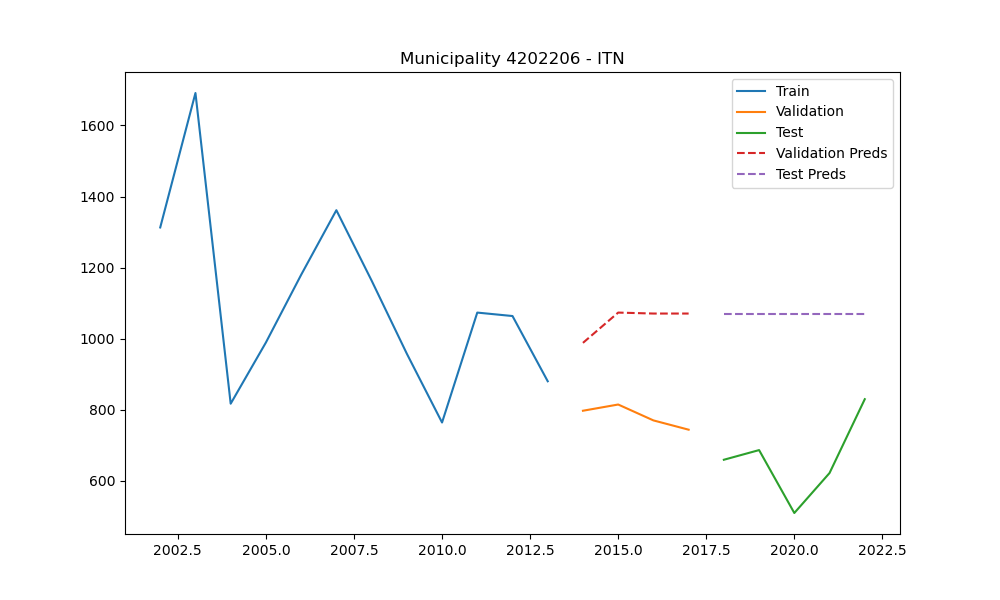 Municipality 4202206 - ITN
Train
Validation
Test
Validation Preds
Test Preds
1600
1400
1200
1000
800
600
2002.5 2005.0 2007.5 2010.0 2012.5 2015.0 2017.5 2020.0 2022.5